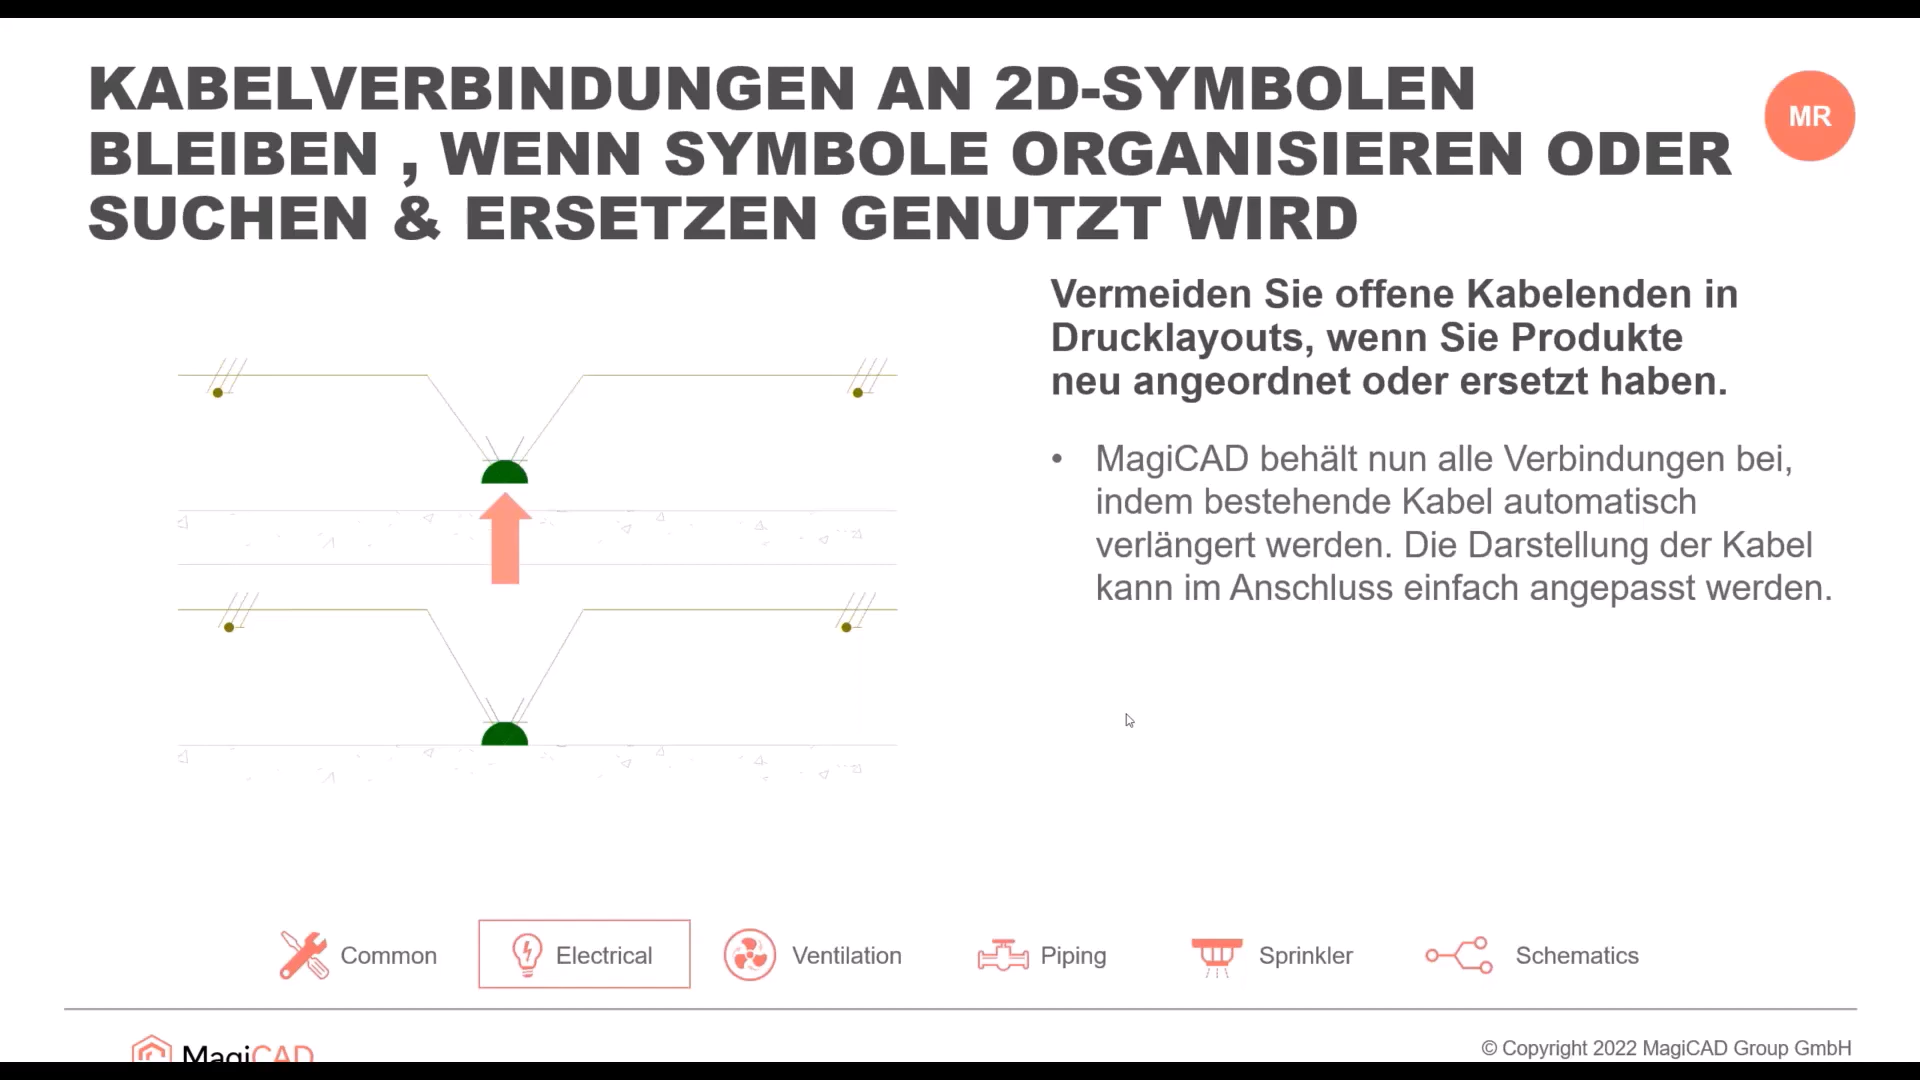 KABELVERBINDUNGEN AN 2D-SYMBOLEN
BLEIBEN , WENN SYMBOLE ORGANISIEREN ODER
SUCHEN & ERSETZEN GENUTZT WIRD
MR
Vermeiden Sie offene Kabelenden in
Drucklayouts, wenn Sie Produkte
neu angeordnet oder ersetzt haben.
• MagiCAD behält nun alle Verbindungen bei,
indem bestehende Kabel automatisch
verlängert werden. Die Darstellung der Kabel
kann im Anschluss einfach angepasst werden.
Common
Electrical
Ventilation
Piping
Sprinkler
Schematics
MagiCAD
© Copyright 2022 MagiCAD Group GmbH